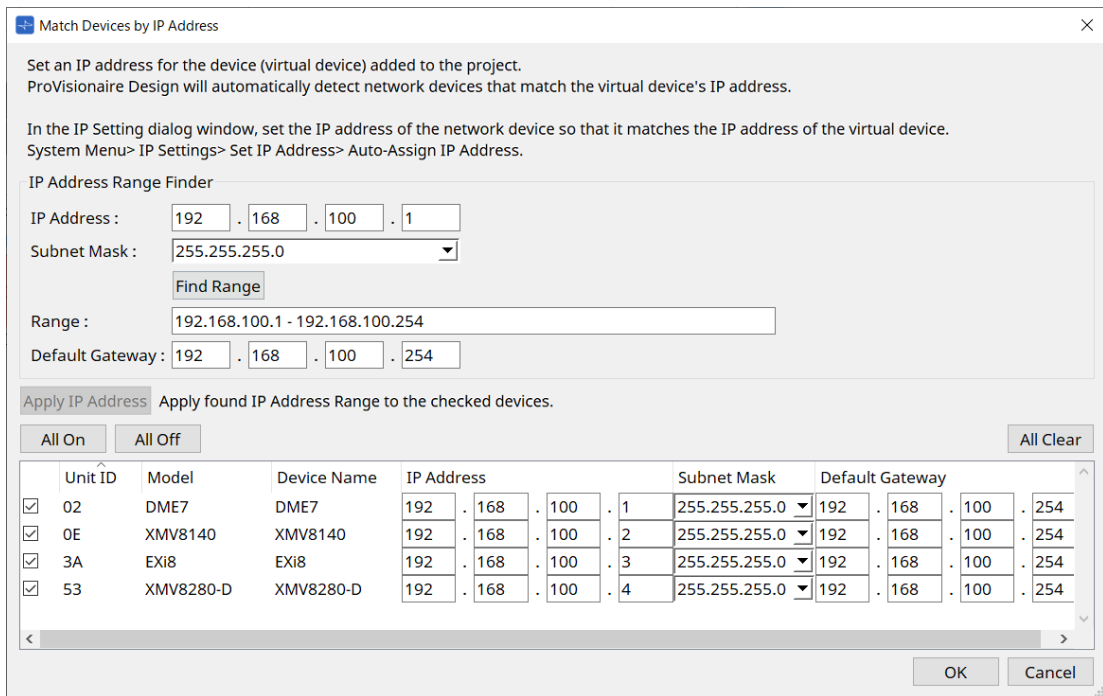 Match Devices by IP Address
Set an IP address for the device (virtual device) added to the project.
ProVisionaire Design will automatically detect network devices that match the virtual device's IP address.
In the IP Setting dialog window, set the IP address of the network device so that it matches the IP address of the virtual device.
System Menu> IP Settings> Set IP Address> Auto-Assign IP Address.
IP Address Range Finder
IP Address : 192 . 168 . 100 . 1
Subnet Mask : 255.255.255.0
Find Range
Range : 192.168.100.1 - 192.168.100.254
Default Gateway : 192 . 168 . 100 . 254
Apply IP Address Apply found IP Address Range to the checked devices.
All On All Off All Clear
Unit ID Model Device Name IP Address Subnet Mask Default Gateway
02 DME7 DME7 192 . 168 . 100 . 1 255.255.255.0 192 . 168 . 100 . 254
0E XMV8140 XMV8140 192 . 168 . 100 . 2 255.255.255.0 192 . 168 . 100 . 254
3A EXi8 EXi8 192 . 168 . 100 . 3 255.255.255.0 192 . 168 . 100 . 254
53 XMV8280-D XMV8280-D 192 . 168 . 100 . 4 255.255.255.0 192 . 168 . 100 . 254
OK Cancel